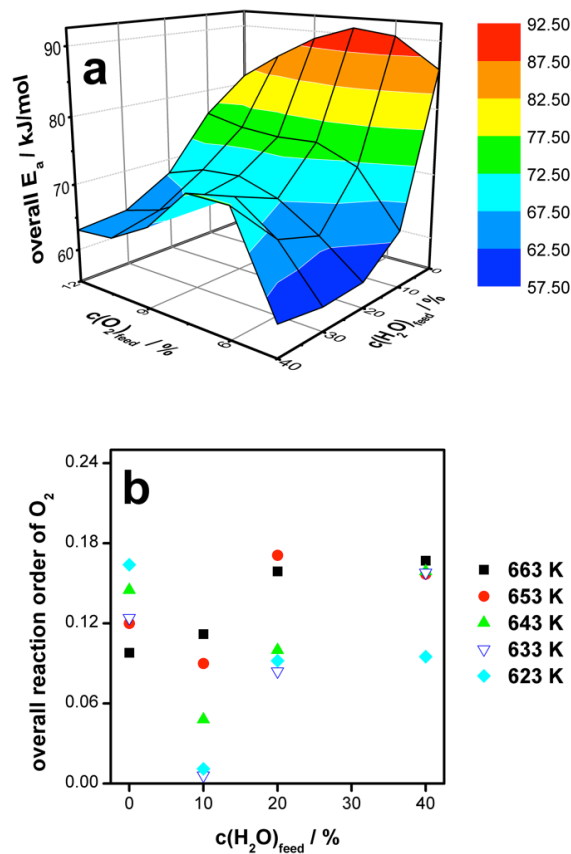 a
90
80
70
60
overall Eₐ / kJ/mol
12
8
6
c(O₂)feed / %
40
30
20
10
0
c(H₂O)feed / %
92.50
87.50
82.50
77.50
72.50
67.50
62.50
57.50
b
0.24
0.18
0.12
0.06
0.00
overall reaction order of O₂
0 10 20 30 40
c(H₂O)feed / %
663 K
653 K
643 K
633 K
623 K